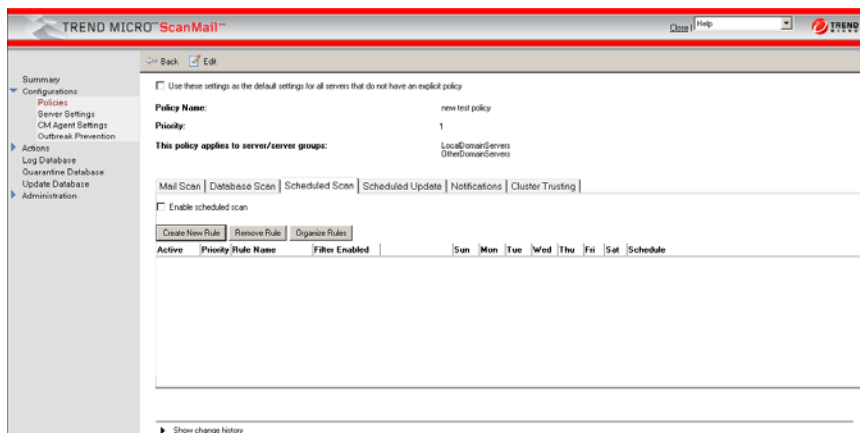 TREND MICRO™ ScanMail™
Close | Help
TREND
Back Edit
Summary
Configurations
Policies
Server Settings
CM Agent Settings
Outbreak Prevention
Actions
Log Database
Quarantine Database
Update Database
Administration
Use these settings as the default settings for all servers that do not have an explicit policy
Policy Name: new test policy
Priority: 1
This policy applies to server/server groups: LocalDomainServers
OtherDomainServers
Mail Scan | Database Scan | Scheduled Scan | Scheduled Update | Notifications | Cluster Trusting |
Enable scheduled scan
Create New Rule Remove Rule Organize Rules
Active Priority Rule Name Filter Enabled Sun Mon Tue Wed Thu Fri Sat Schedule
Show change history